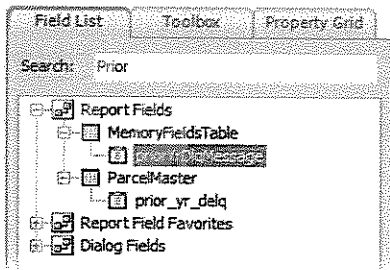 Field List Toolbox Property Grid
Search: Prior
Report Fields
MemoryFieldsTable
ParcelMaster
prior_yr_delq
Report Field Favorites
Dialog Fields